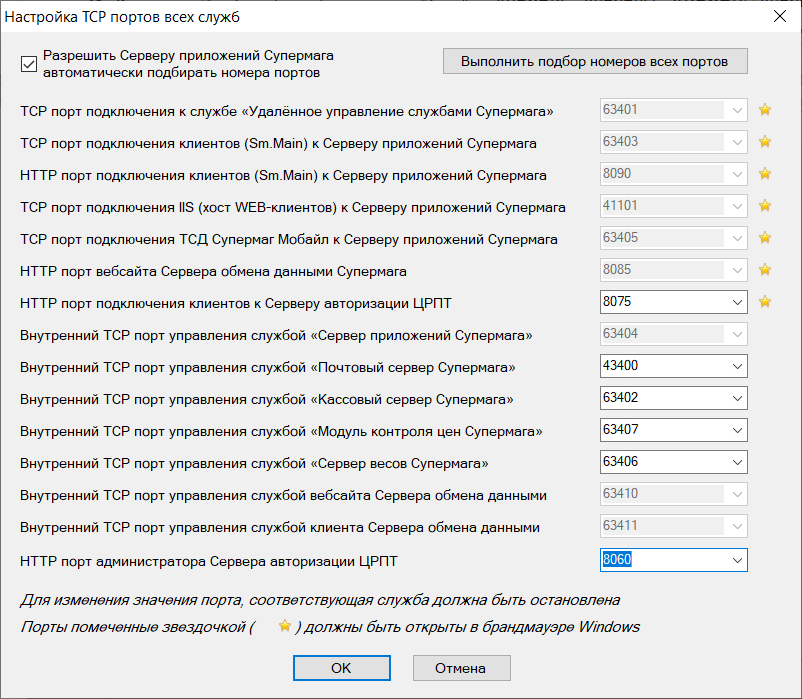 Настройка TCP портов всех служб
Разрешить Серверу приложений Супермага
автоматически подбирать номера портов
Выполнить подбор номеров всех портов
TCP порт подключения к службе «Удалённое управление службами Супермага» 63401
TCP порт подключения клиентов (Sm.Main) к Серверу приложений Супермага 63403
HTTP порт подключения клиентов (Sm.Main) к Серверу приложений Супермага 8090
TCP порт подключения IIS (хост WEB-клиентов) к Серверу приложений Супермага 41101
TCP порт подключения ТСД Супермаг Мобайл к Серверу приложений Супермага 63405
HTTP порт вебсайта Сервера обмена данными Супермага 8085
HTTP порт подключения клиентов к Серверу авторизации ЦРПТ 8075
Внутренний TCP порт управления службой «Сервер приложений Супермага» 63404
Внутренний TCP порт управления службой «Почтовый сервер Супермага» 43400
Внутренний TCP порт управления службой «Кассовый сервер Супермага» 63402
Внутренний TCP порт управления службой «Модуль контроля цен Супермага» 63407
Внутренний TCP порт управления службой «Сервер весов Супермага» 63406
Внутренний TCP порт управления службой вебсайта Сервера обмена данными 63410
Внутренний TCP порт управления службой клиента Сервера обмена данными 63411
HTTP порт администратора Сервера авторизации ЦРПТ 8060
Для изменения значения порта, соответствующая служба должна быть остановлена
Порты помеченные звездочкой ( ) должны быть открыты в брандмауэре Windows
OK Отмена